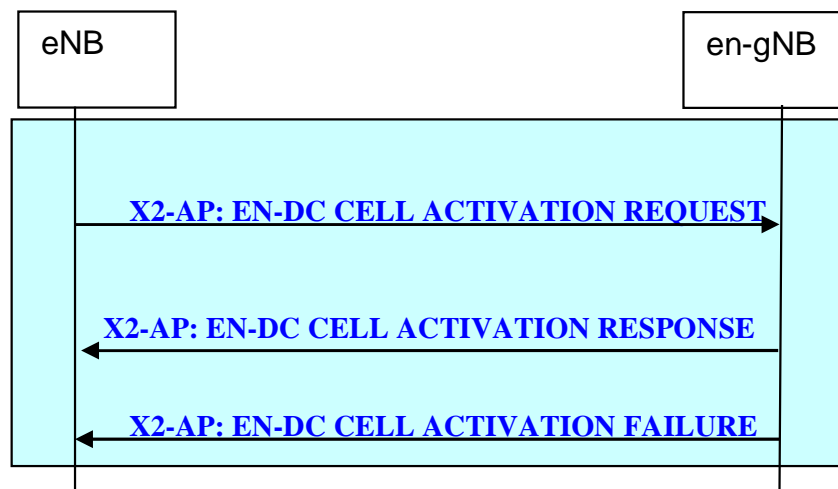 eNB
en-gNB
X2-AP: EN-DC CELL ACTIVATION REQUEST
X2-AP: EN-DC CELL ACTIVATION RESPONSE
X2-AP: EN-DC CELL ACTIVATION FAILURE